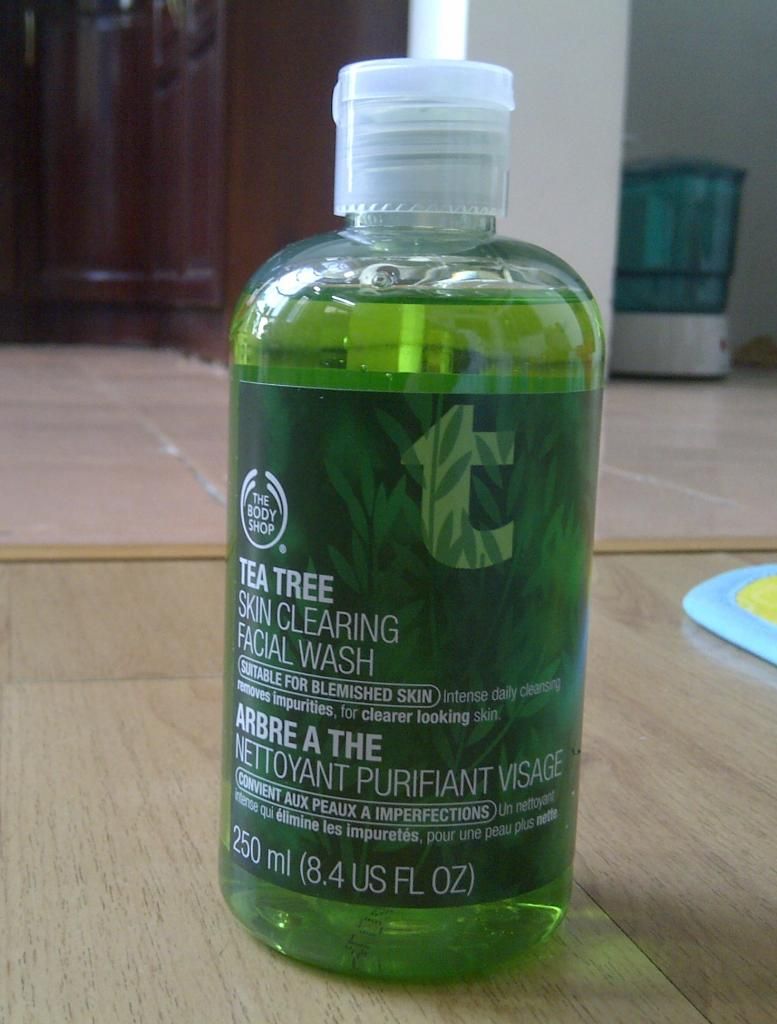 t
THE
BODY
SHOP
®
TEA TREE
SKIN CLEARING
FACIAL WASH
SUITABLE FOR BLEMISHED SKIN Intense daily cleansing
removes impurities, for clearer looking skin.
ARBRE A THE
NETTOYANT PURIFIANT VISAGE
CONVIENT AUX PEAUX A IMPERFECTIONS Un nettoyant
intense qui élimine les impuretés, pour une peau plus nette
250 ml (8.4 US FL OZ)